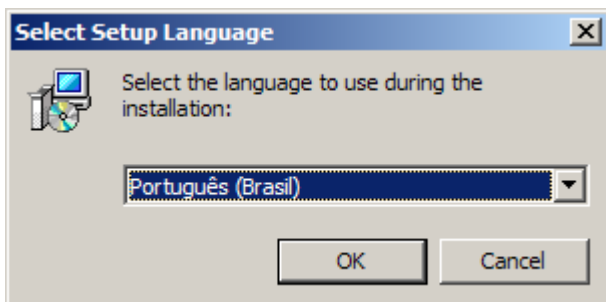 Select Setup Language
Select the language to use during the
installation:
Português (Brasil)
OK
Cancel